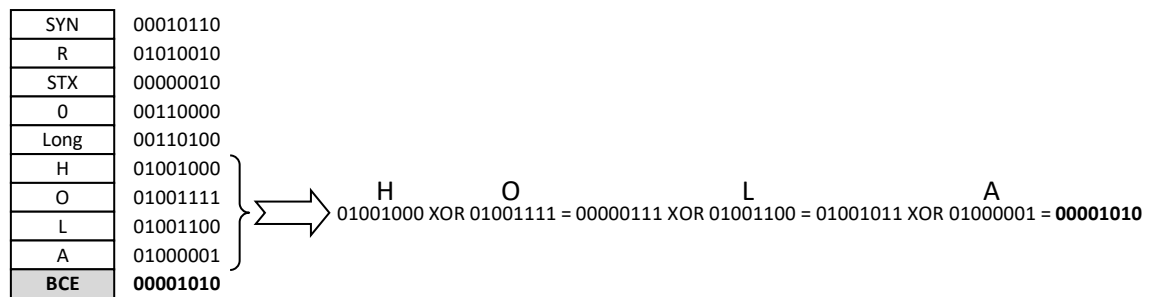 SYN 00010110
R 01010010
STX 00000010
0 00110000
Long 00110100
H 01001000
O 01001111
L 01001100
A 01000001
BCE 00001010
H O L A
01001000 XOR 01001111 = 00000111 XOR 01001100 = 01001011 XOR 01000001 = 00001010